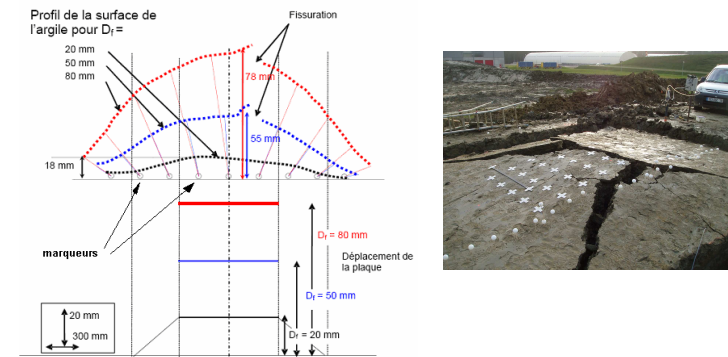 Profil de la surface de
l'argile pour Df =
Fissuration
20 mm
50 mm
80 mm
78 mm
55 mm
18 mm
marqueurs
Df = 80 mm
Déplacement de
la plaque
Df = 50 mm
20 mm
300 mm
Df = 20 mm